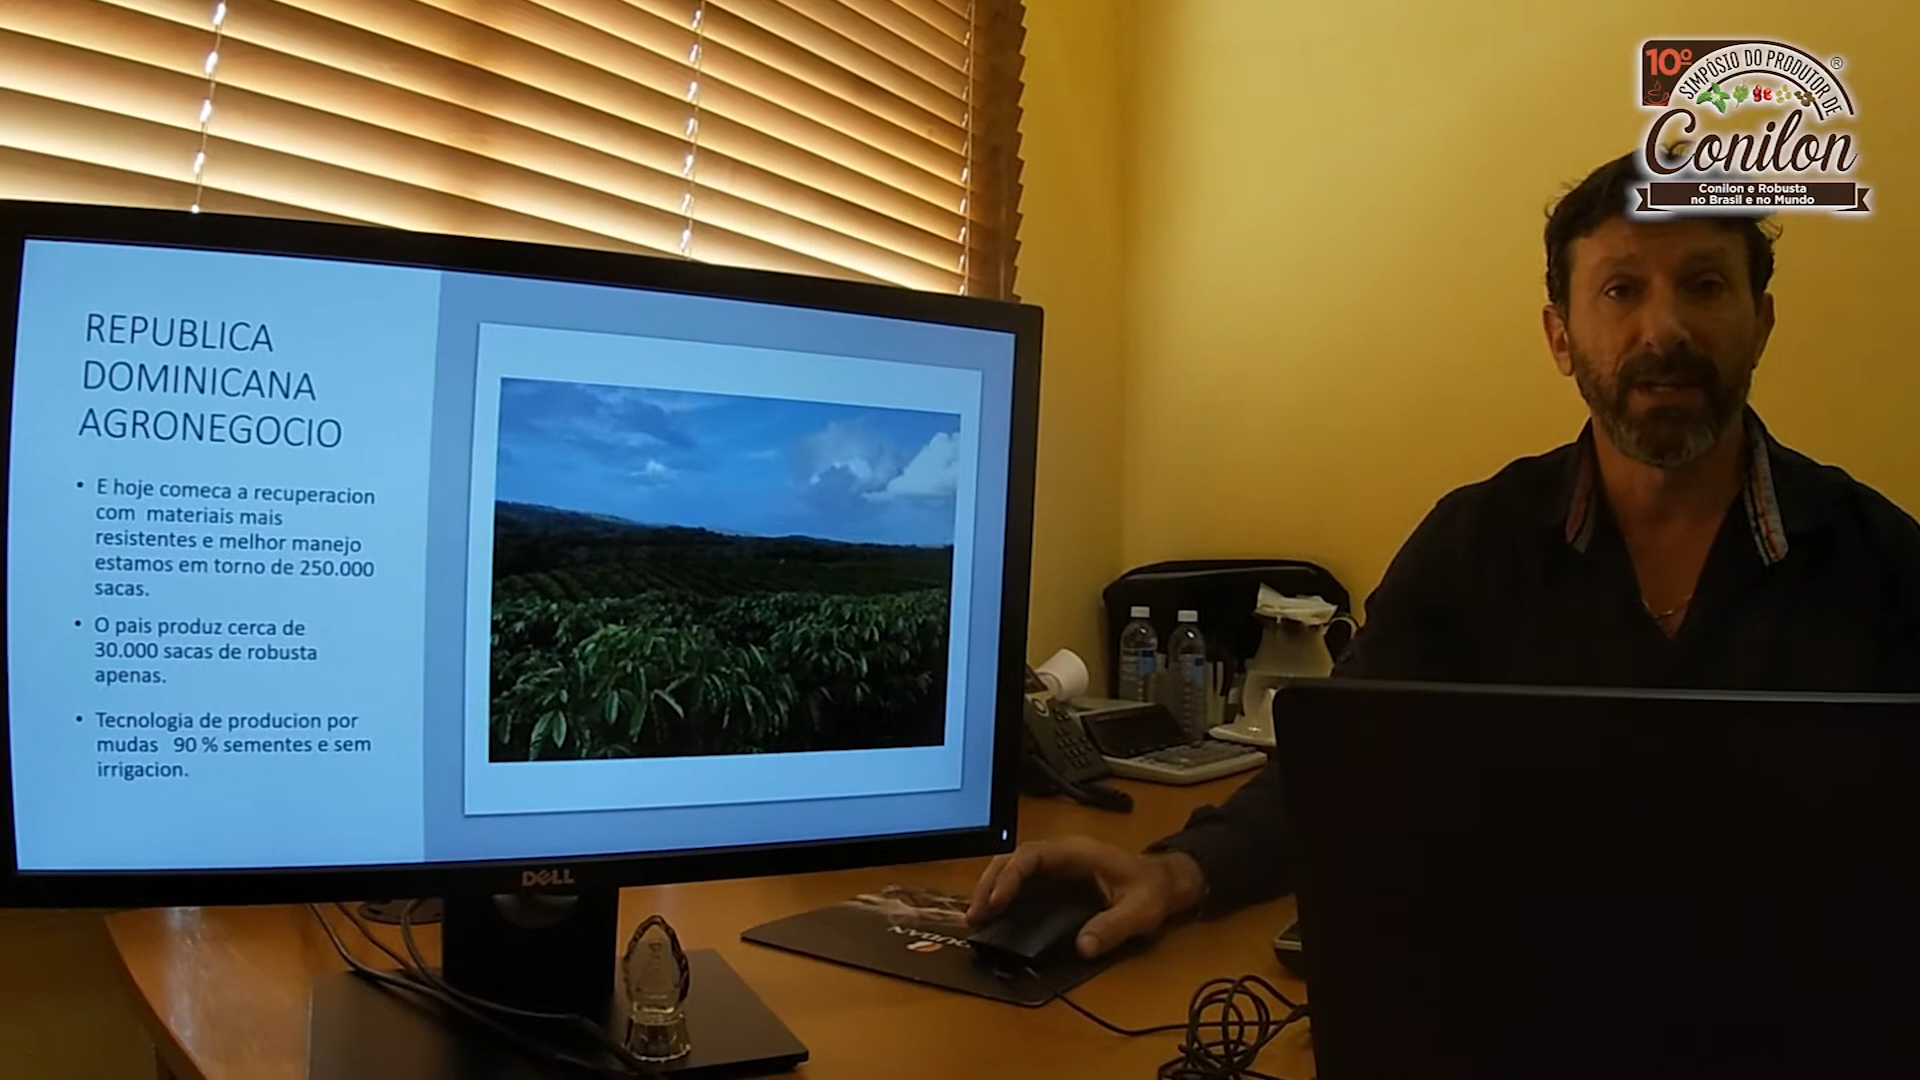 10º
SIMPÓSIO DO PRODUTOR DE
®
Conilon
Conilon e Robusta
no Brasil e no Mundo
REPUBLICA
DOMINICANA
AGRONEGOCIO
• E hoje comeca a recuperacion
com materiais mais
resistentes e melhor manejo
estamos em torno de 250.000
sacas.
• O pais produz cerca de
30.000 sacas de robusta
apenas.
• Tecnologia de producion por
mudas 90 % sementes e sem
irrigacion.
DELL